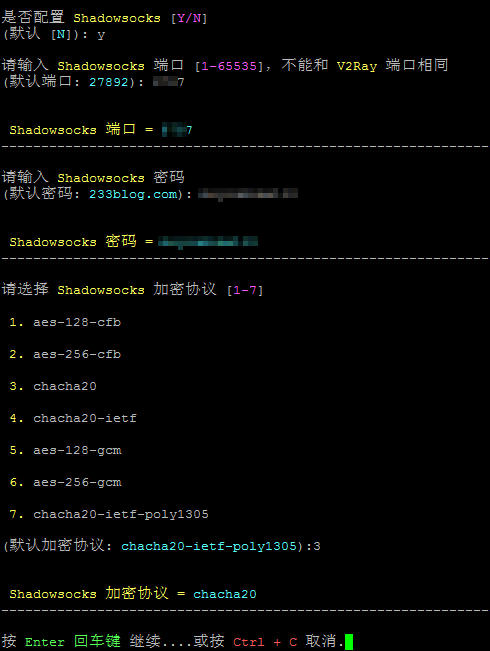 是否配置 Shadowsocks [Y/N]
(默认 [N]): y
请输入 Shadowsocks 端口 [1-65535]，不能和 V2Ray 端口相同
(默认端口: 27892): 7
Shadowsocks 端口 = 7
----------------------------------------------------------------
请输入 Shadowsocks 密码
(默认密码: 233blog.com):
Shadowsocks 密码 =
----------------------------------------------------------------
请选择 Shadowsocks 加密协议 [1-7]
1. aes-128-cfb
2. aes-256-cfb
3. chacha20
4. chacha20-ietf
5. aes-128-gcm
6. aes-256-gcm
7. chacha20-ietf-poly1305
(默认加密协议: chacha20-ietf-poly1305):3
Shadowsocks 加密协议 = chacha20
----------------------------------------------------------------
按 Enter 回车键 继续....或按 Ctrl + C 取消.